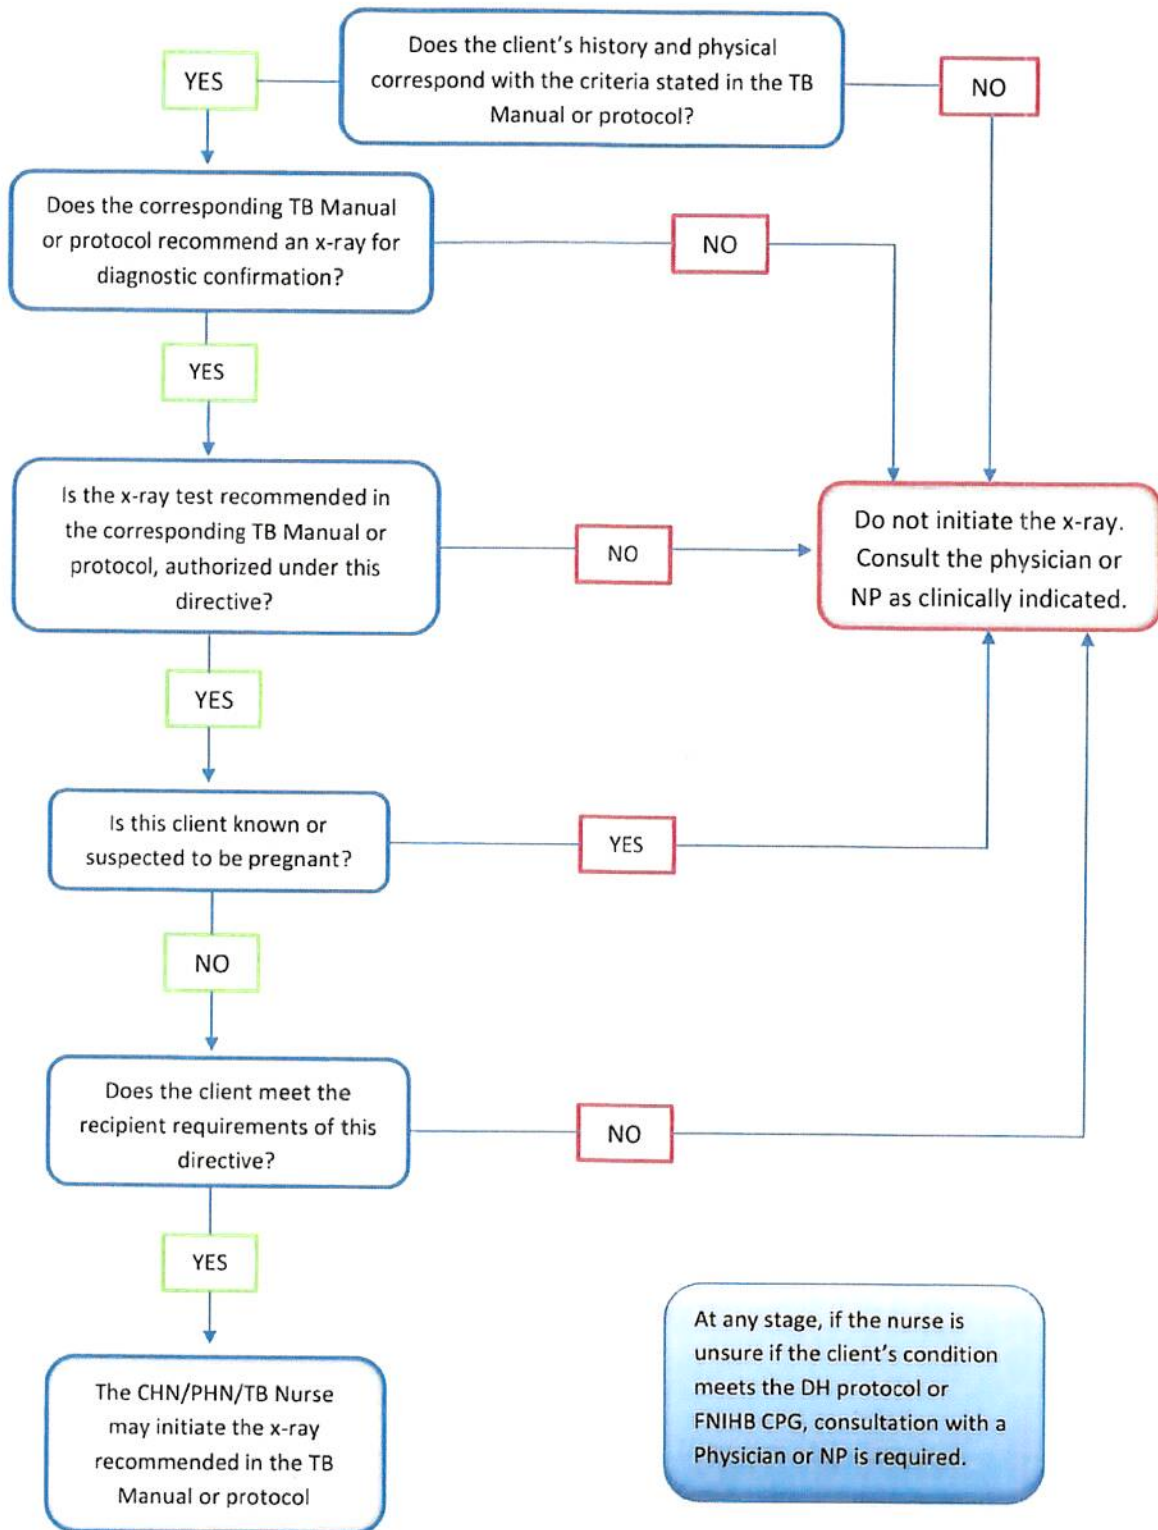 Does the client's history and physical
correspond with the criteria stated in the TB
Manual or protocol?
YES
NO
Does the corresponding TB Manual
or protocol recommend an x-ray for
diagnostic confirmation?
NO
YES
Is the x-ray test recommended in
the corresponding TB Manual or
protocol, authorized under this
directive?
NO
Do not initiate the x-ray.
Consult the physician or
NP as clinically indicated.
YES
Is this client known or
suspected to be pregnant?
YES
NO
Does the client meet the
recipient requirements of this
directive?
NO
YES
The CHN/PHN/TB Nurse
may initiate the x-ray
recommended in the TB
Manual or protocol
At any stage, if the nurse is
unsure if the client's condition
meets the DH protocol or
FNIHB CPG, consultation with a
Physician or NP is required.